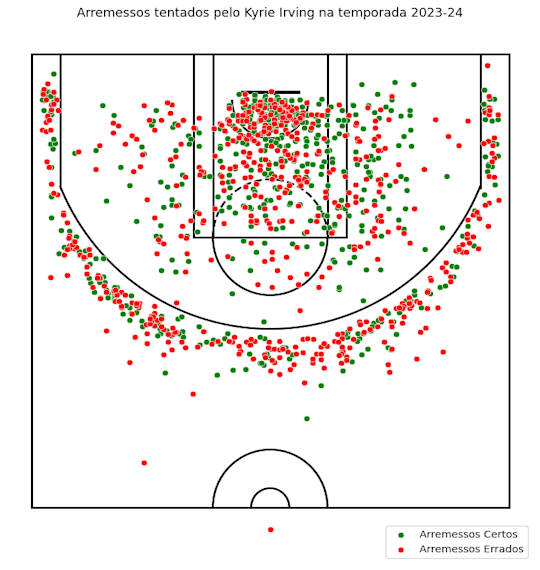 Arremessos tentados pelo Kyrie Irving na temporada 2023-24
Arremessos Certos
Arremessos Errados